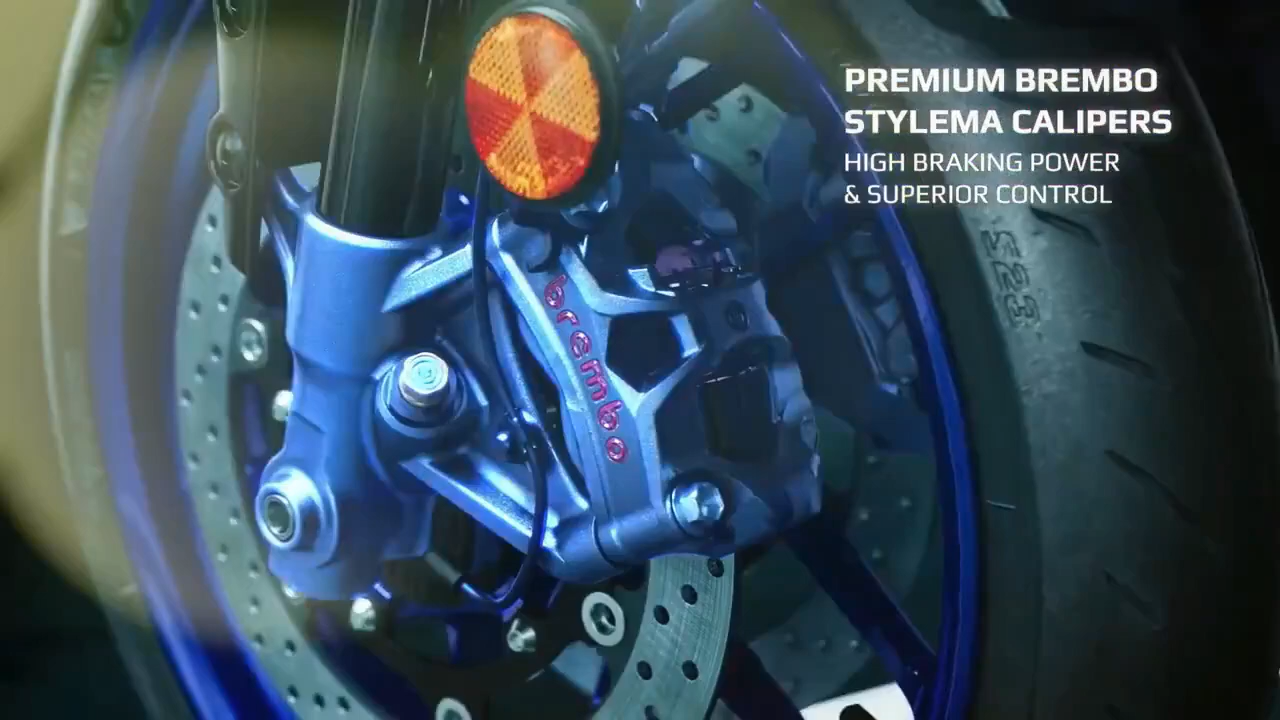 PREMIUM BREMBO
STYLEMA CALIPERS
HIGH BRAKING POWER
& SUPERIOR CONTROL
brembo